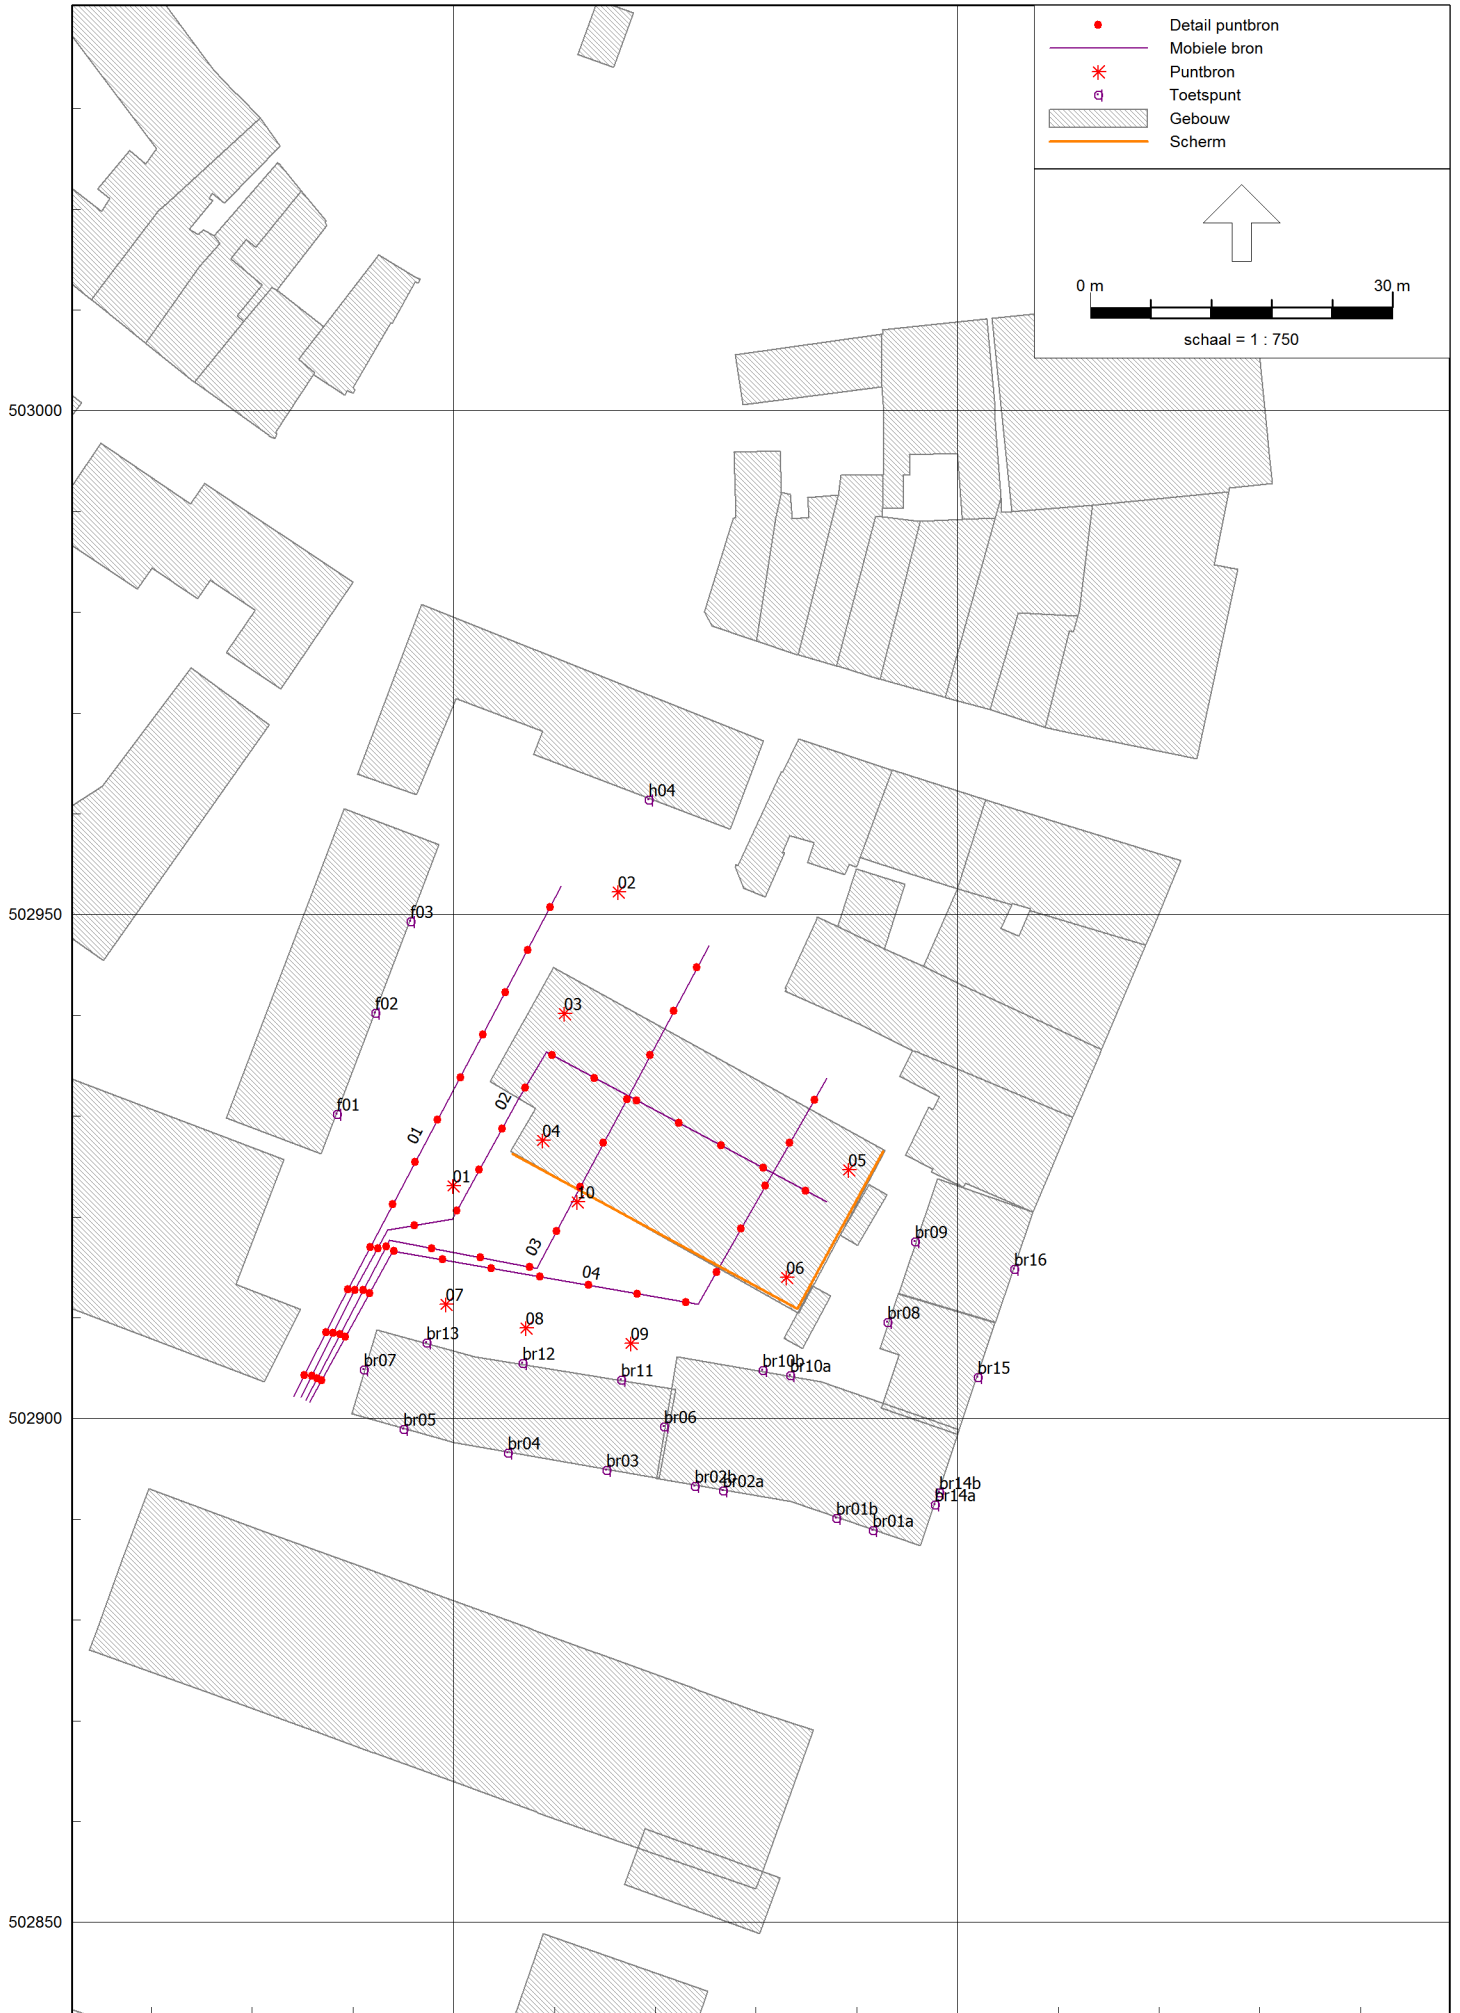 Detail puntbron
Mobiele bron
Puntbron
Toetspunt
Gebouw
Scherm
0 m 30 m
schaal = 1 : 750
503000
h04
02
502950
f03
03
f02
02
f01
01
04
05
01
10
br09
03
br16
04
06
07
08
br08
09
br13
br12
br07
br11
br10b
br10a
br15
502900
br06
br05
br04
br03
br02b
br02a
br14b
br14a
br01b
br01a
502850